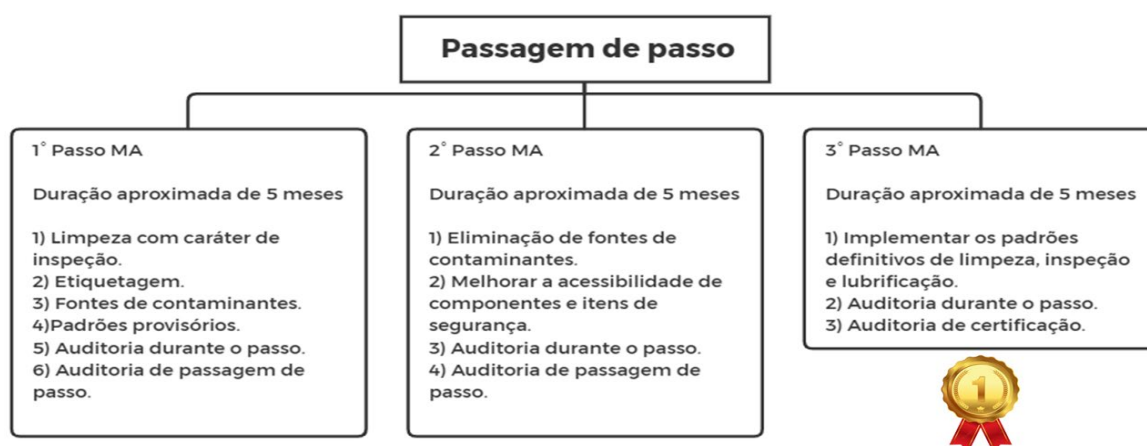 Passagem de passo
1° Passo MA
Duração aproximada de 5 meses
1) Limpeza com caráter de
inspeção.
2) Etiquetagem.
3) Fontes de contaminantes.
4)Padrões provisórios.
5) Auditoria durante o passo.
6) Auditoria de passagem de
passo.
2° Passo MA
Duração aproximada de 5 meses
1) Eliminação de fontes de
contaminantes.
2) Melhorar a acessibilidade de
componentes e itens de
segurança.
3) Auditoria durante o passo.
4) Auditoria de passagem de
passo.
3° Passo MA
Duração aproximada de 5 meses
1) Implementar os padrões
definitivos de limpeza, inspeção
e lubrificação.
2) Auditoria durante o passo.
3) Auditoria de certificação.
1